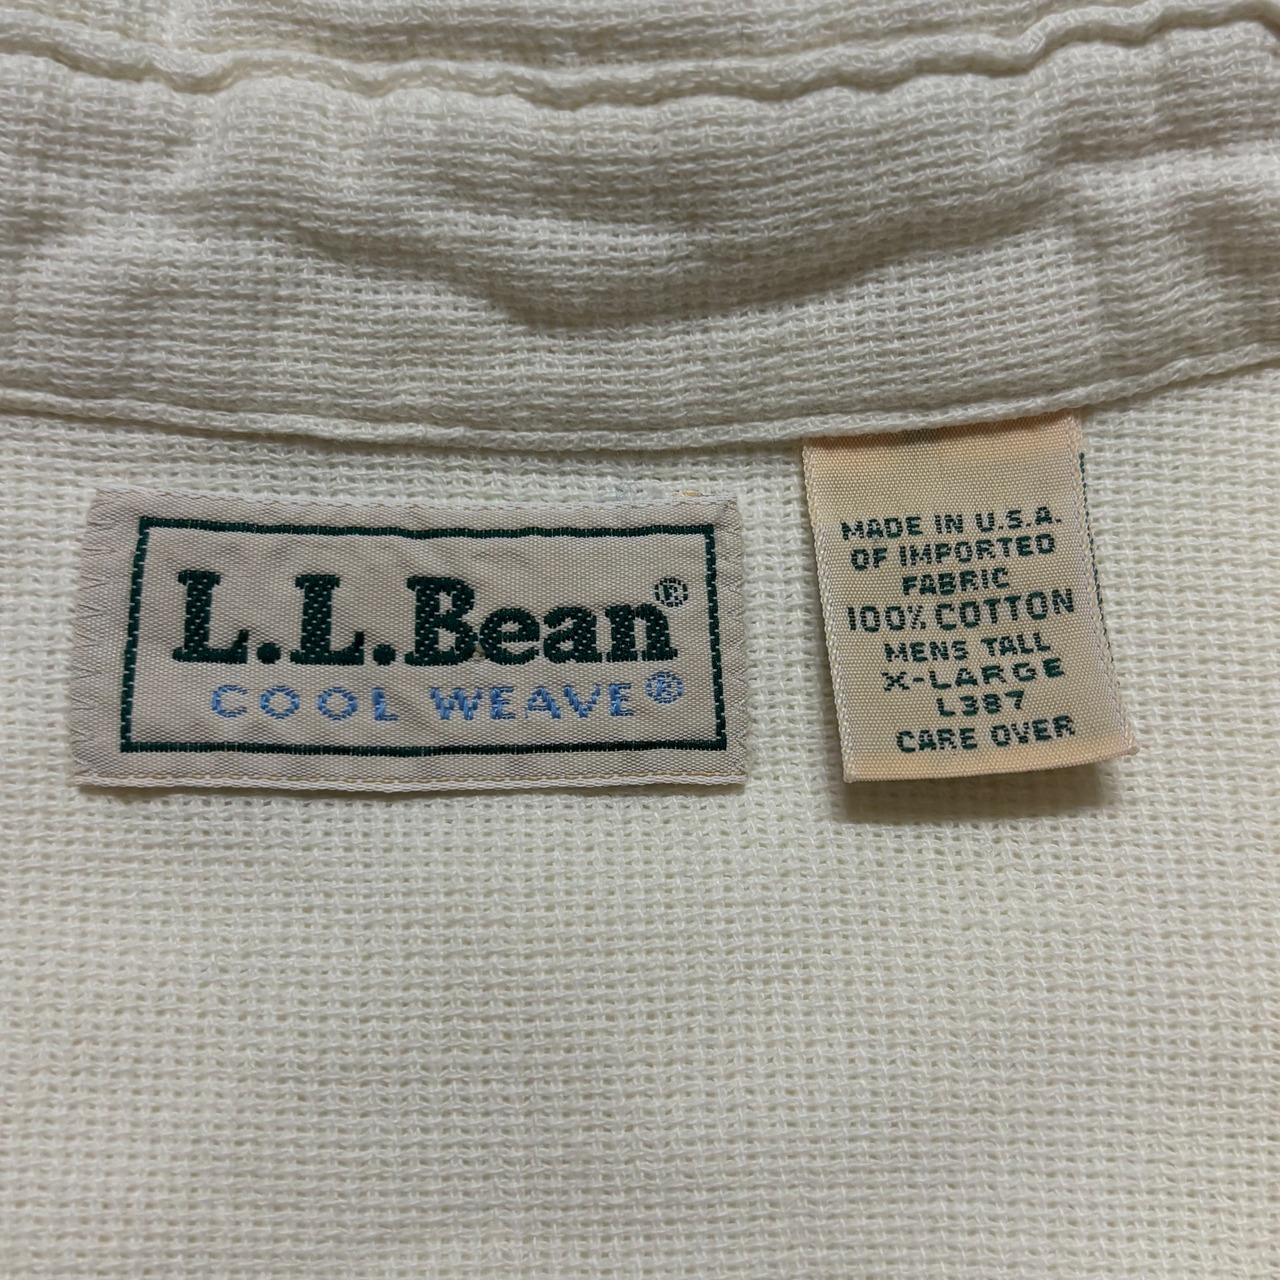 L.L.Bean®
COOL WEAVE®
MADE IN U.S.A.
OF IMPORTED
FABRIC
100% COTTON
MENS TALL
X-LARGE
L387
CARE OVER